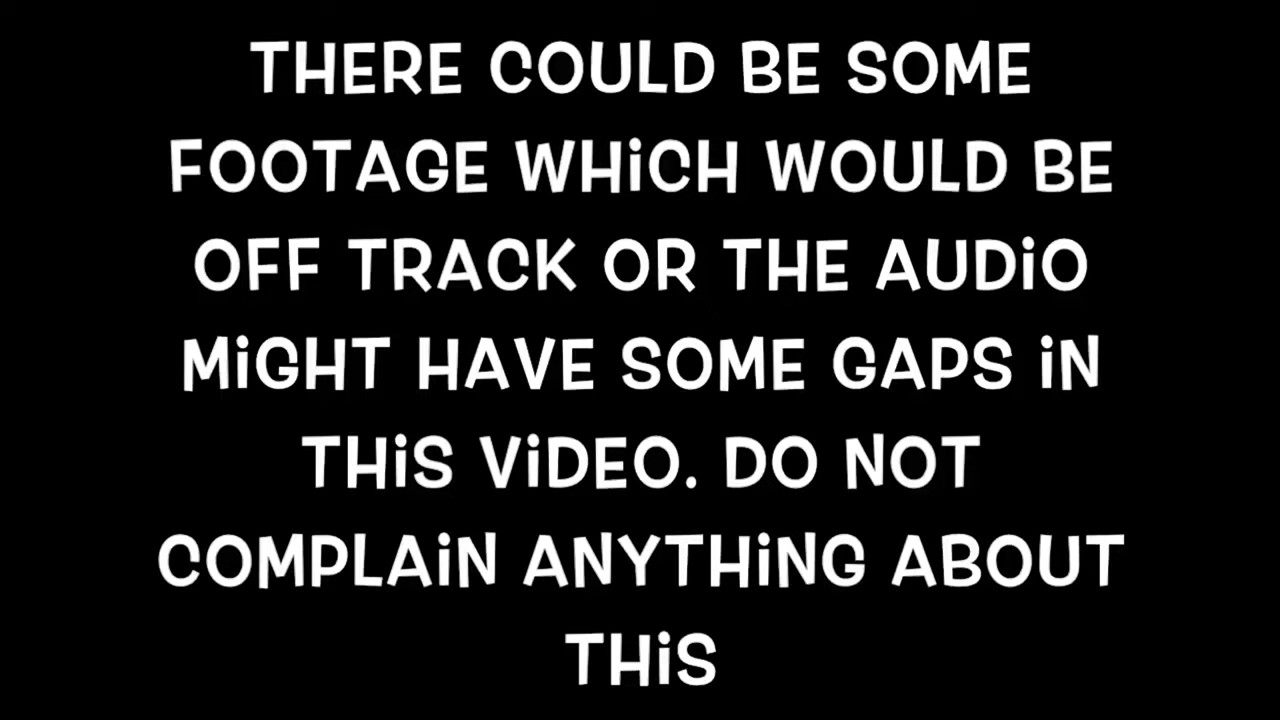 THERE COULD BE SOME
FOOTAGE WHiCH WOULD BE
OFF TRACK OR THE AUDiO
MiGHT HAVE SOME GAPS iN
THiS ViDEO. DO NOT
COMPLAiN ANYTHiNG ABOUT
THiS